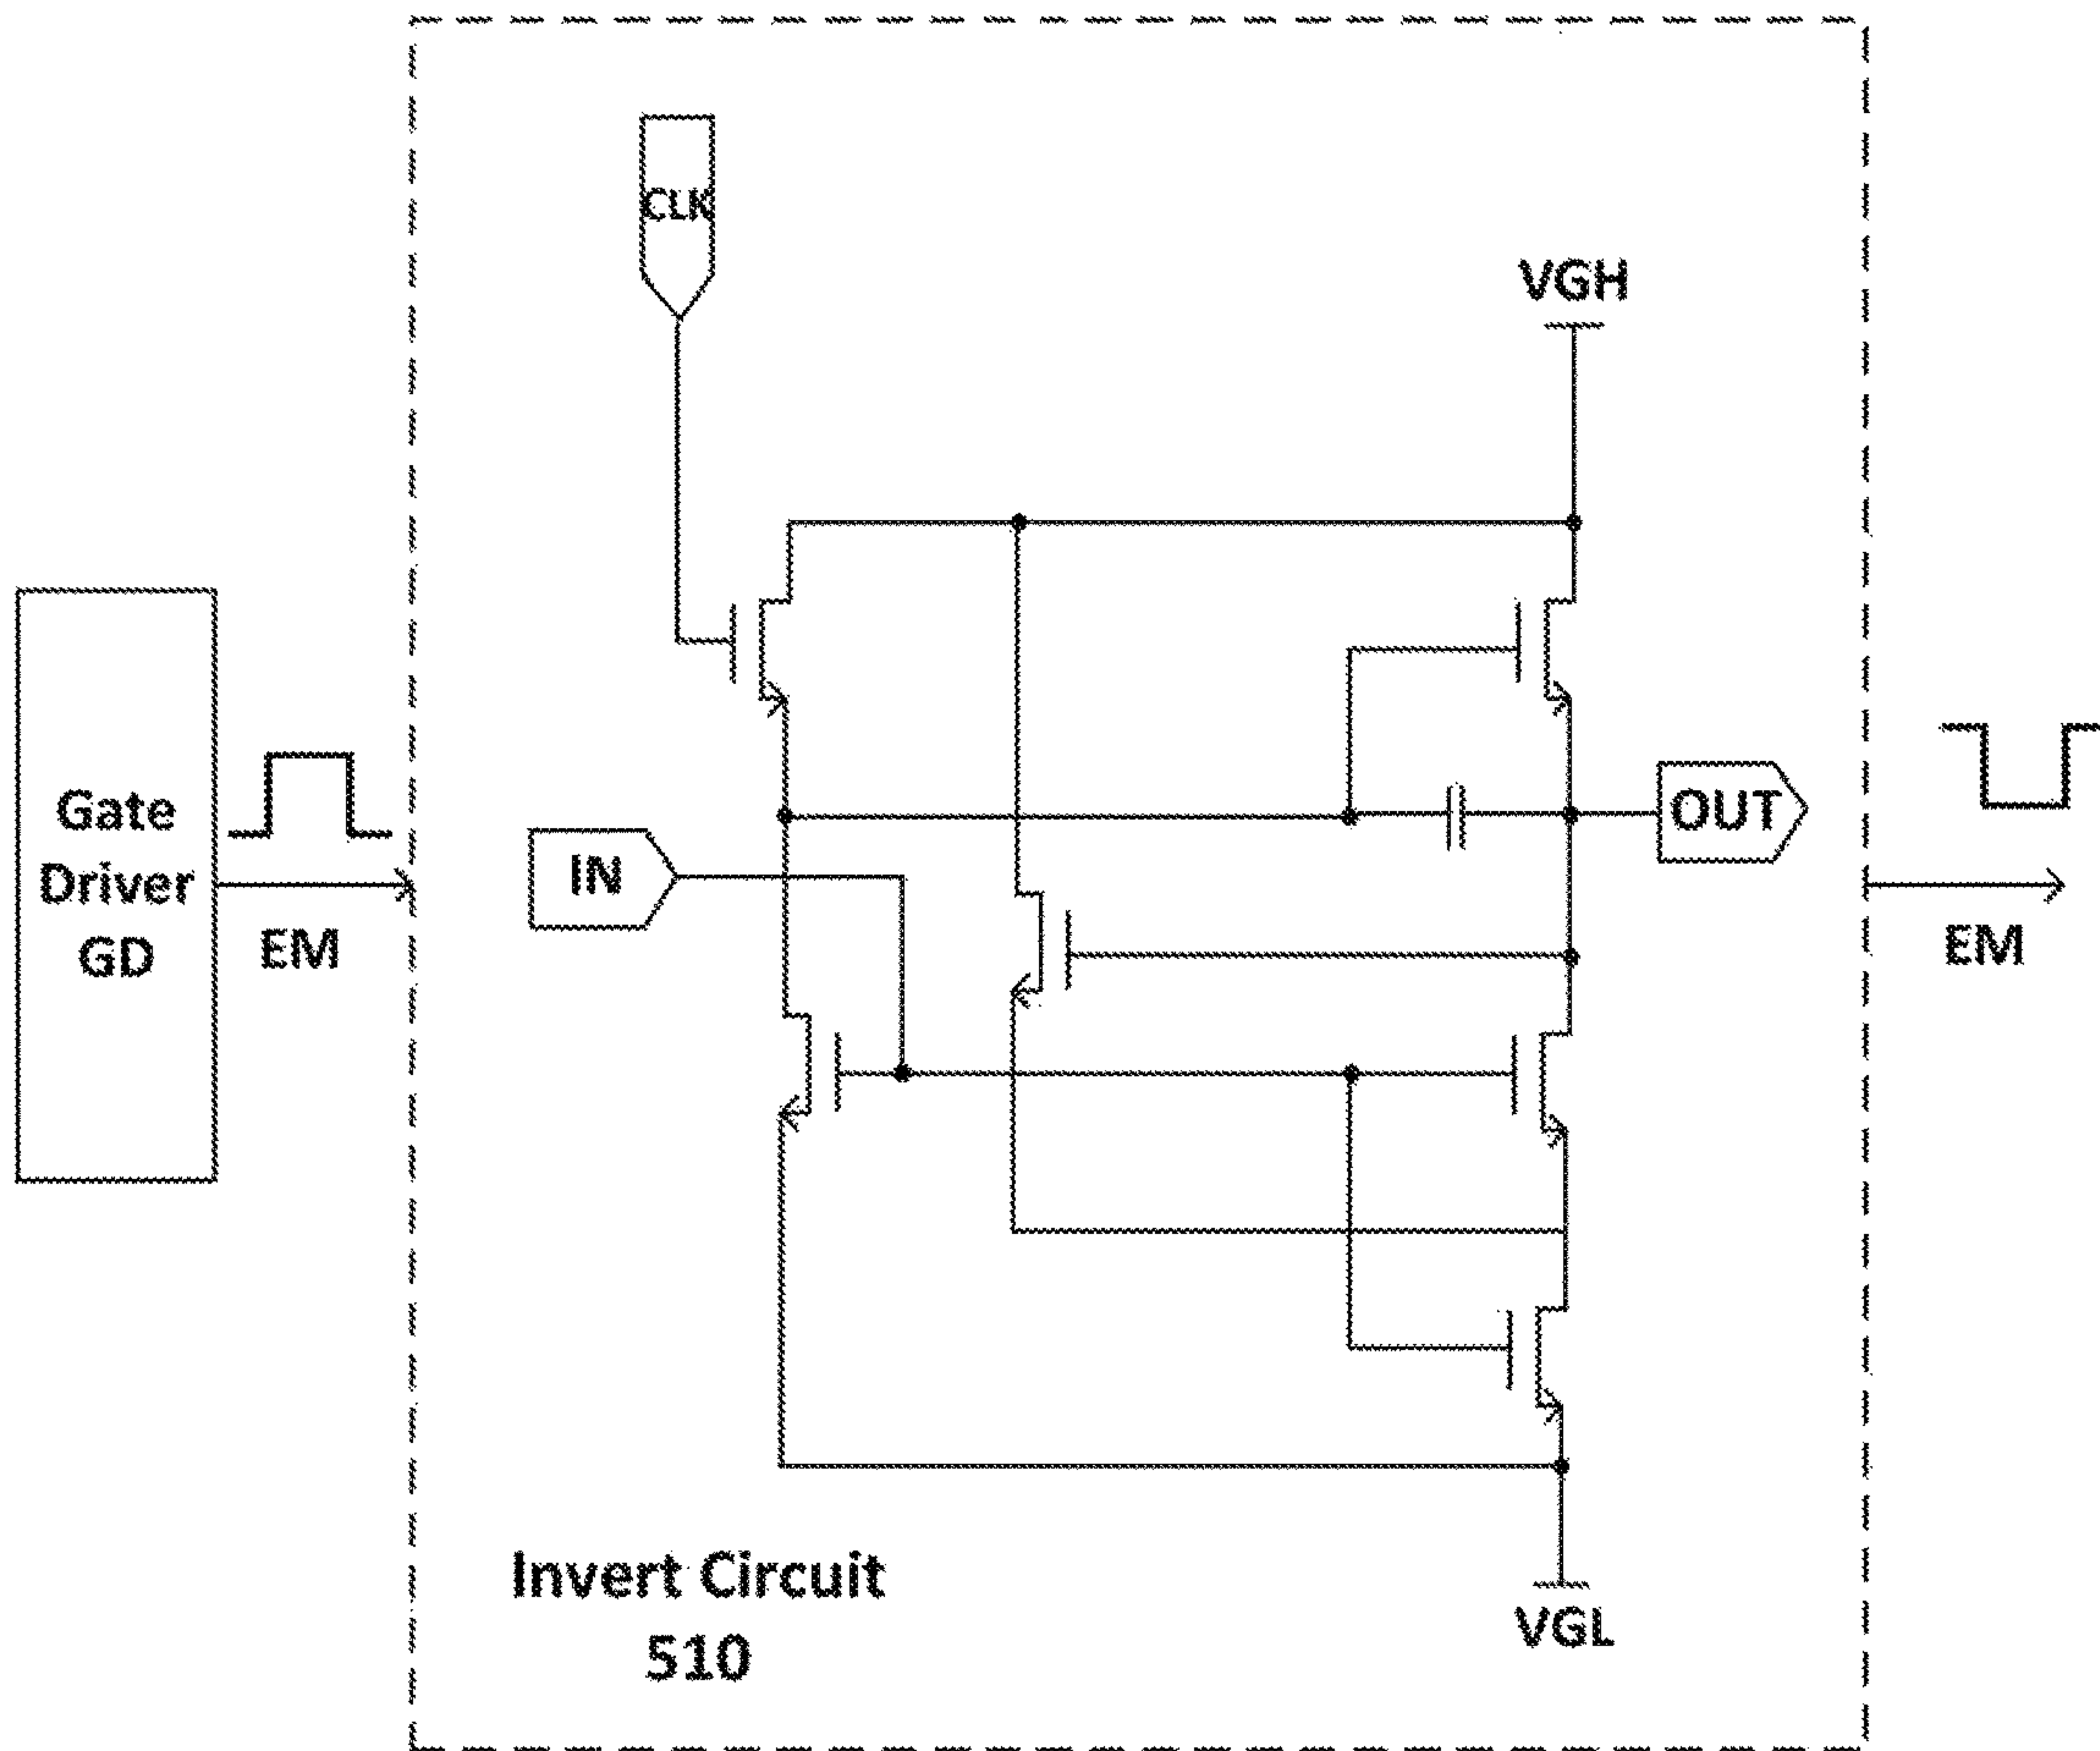 CLK
VGH
Gate
Driver
GD
EM
IN
OUT
EM
Invert Circuit
510
VGL